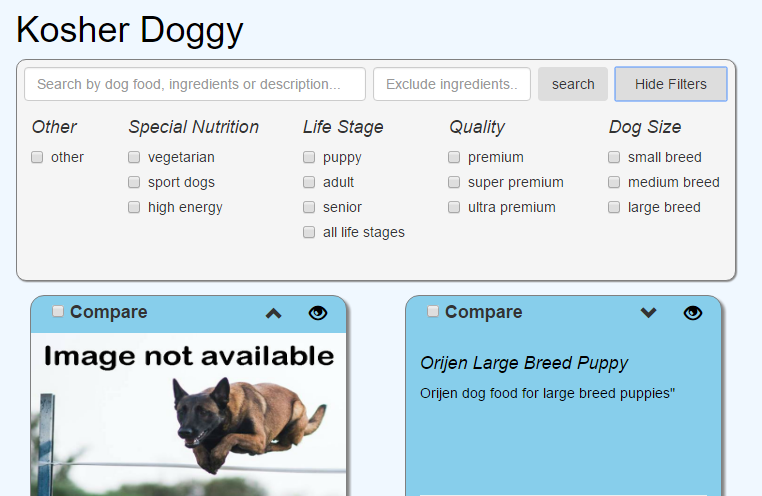 Kosher Doggy
Search by dog food, ingredients or description... Exclude ingredients.. search Hide Filters
Other Special Nutrition Life Stage Quality Dog Size
other vegetarian puppy premium small breed
sport dogs adult super premium medium breed
high energy senior ultra premium large breed
all life stages
Compare Compare
Image not available
Orijen Large Breed Puppy
Orijen dog food for large breed puppies"